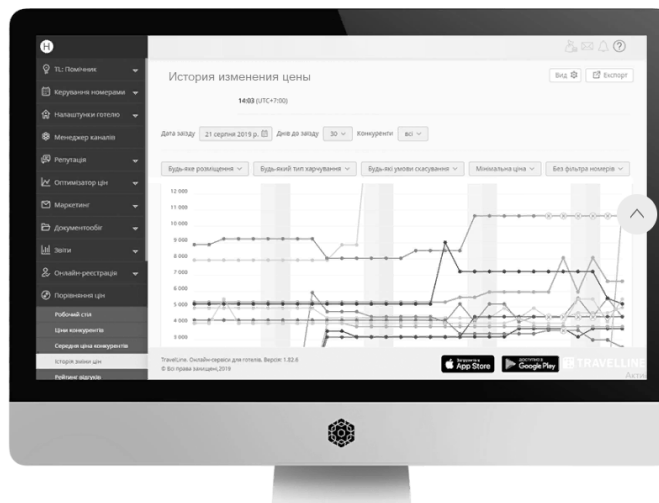 H
TL: Помічник
Керування номерами
Налаштунки готелю
Менеджер каналів
Репутація
Оптимізатор цін
Маркетинг
Документообіг
Звіти
Онлайн-реєстрація
Порівняння цін
Робочий стіл
Ціни конкурентів
Середня ціна конкурентів
Історія зміни цін
Рейтинг відгуків
История изменения цены
Вид
Експорт
14:03 (UTC+7:00)
Дата заїзду 21 серпня 2019 р. Днів до заїзду 30 Конкуренти всі
Будь-яке розміщення Будь-який тип харчування Будь-які умови скасування Мінімальна ціна Без фільтра номерів
12 000
11 000
10 000
9 000
8 000
7 000
6 000
5 000
4 000
3 000
TravelLine. Онлайн-сервіси для готелів. Версія: 1.82.6
© Всі права захищені,2019
App Store
Google Play
TRAVELLINE